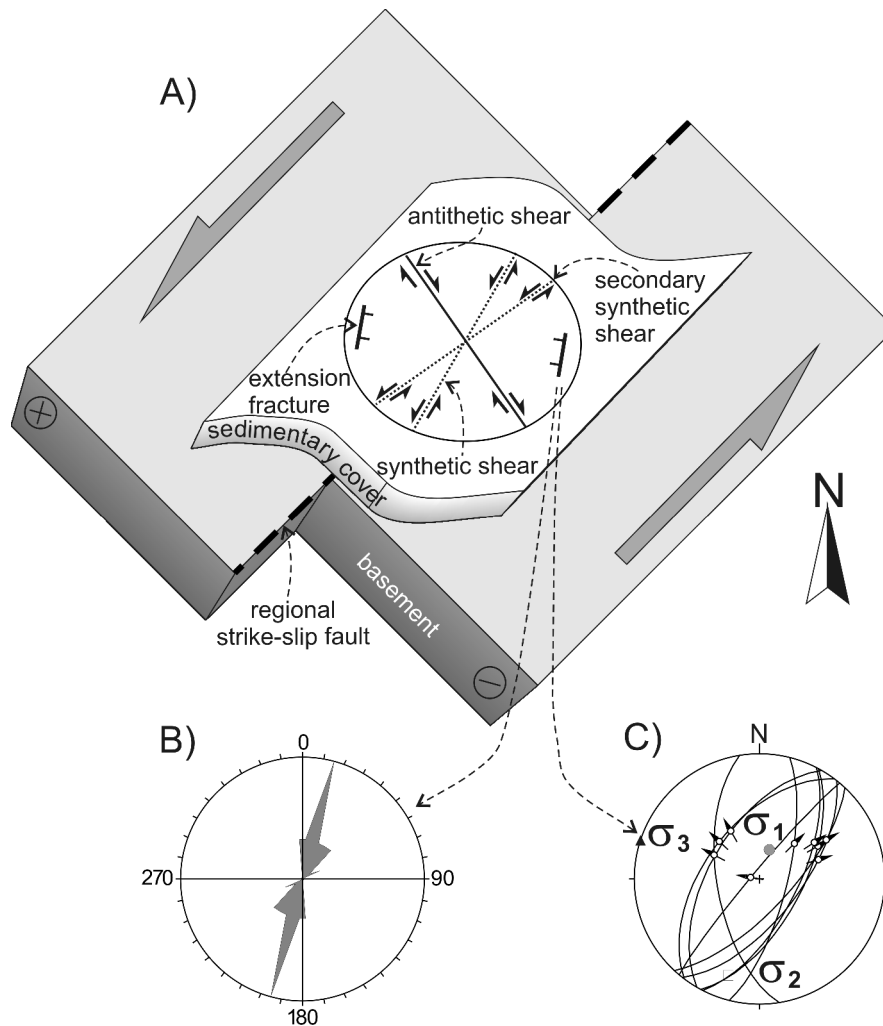 A)
antithetic shear
secondary
synthetic
shear
extension
fracture
sedimentary cover
synthetic shear
N
basement
regional
strike-slip fault
B)
0
270
90
180
C)
N
σ3
σ1
σ2